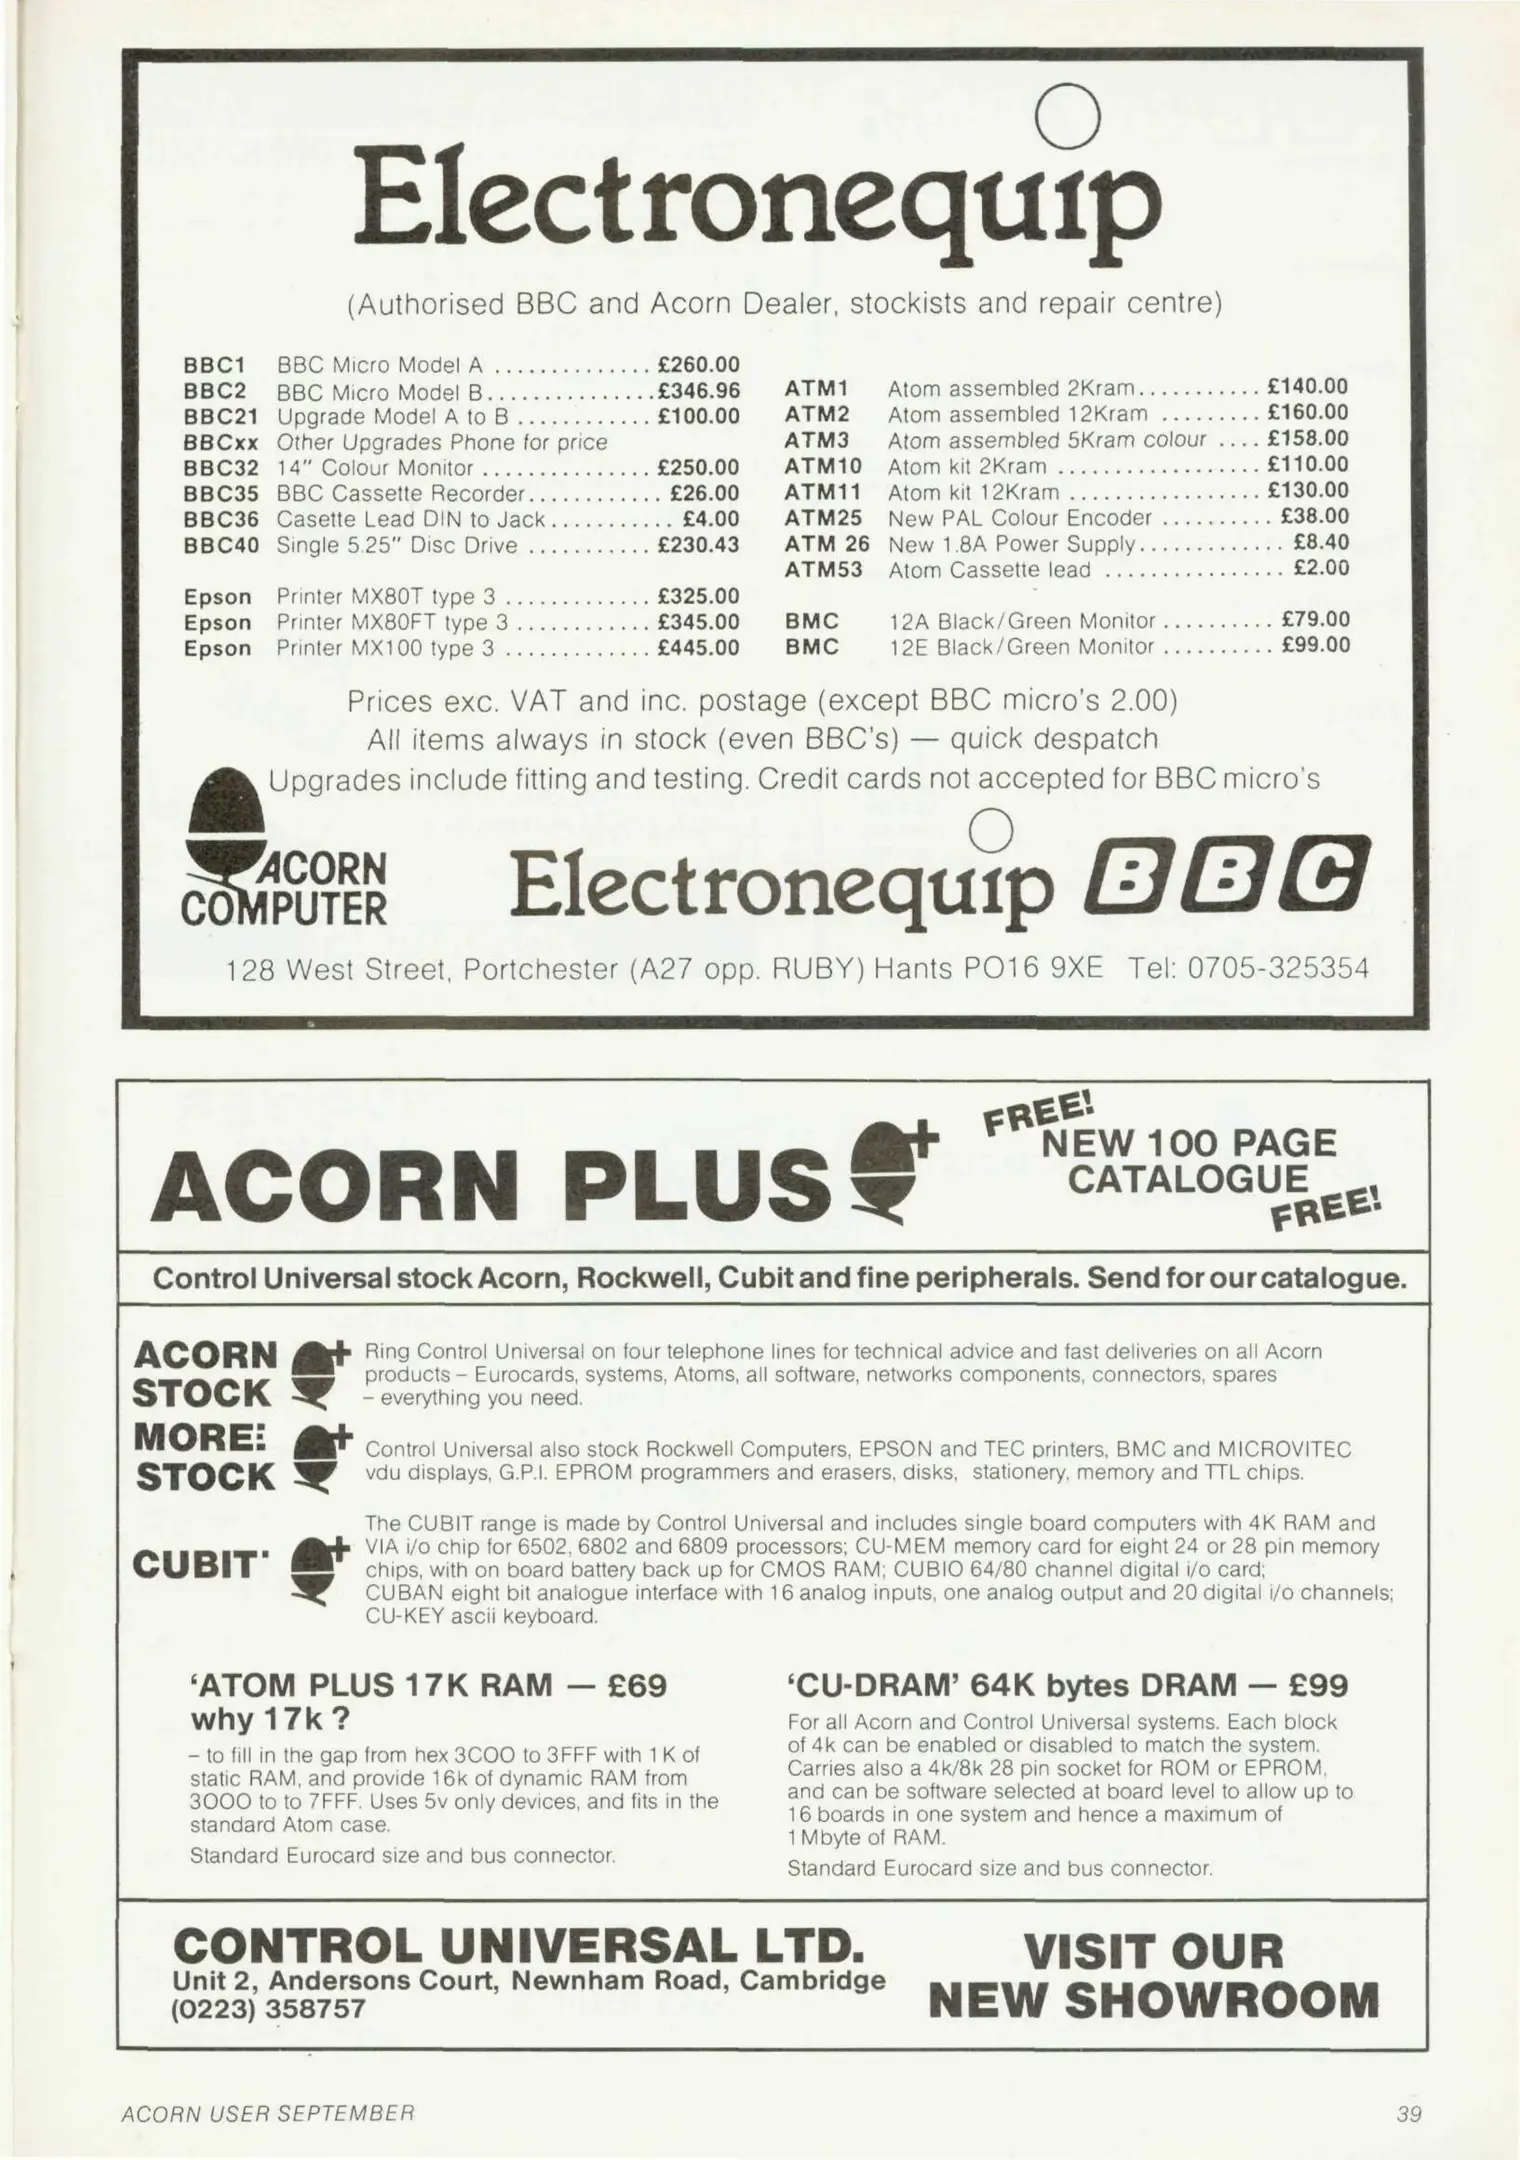 Electronequip
(Authorised BBC and Acorn Dealer, stockists and repair centre)
BBC1 BBC Micro Model A ............... £260.00
BBC2 BBC Micro Model B................£346.96
BBC21 Upgrade Model A to B ............ £100.00
BBCxx Other Upgrades Phone for price
BBC32 14" Colour Monitor ............... £250.00
BBC35 BBC Cassette Recorder............ £26.00
BBC36 Casette Lead DIN to Jack........... £4.00
BBC40 Single 5.25" Disc Drive ........... £230.43
Epson Printer MX80T type 3 ............. £325.00
Epson Printer MX80FT type 3 ............ £345.00
Epson Printer MX100 type 3 ............. £445.00
ATM1 Atom assembled 2Kram........... £140.00
ATM2 Atom assembled 12Kram ......... £160.00
ATM3 Atom assembled 5Kram colour .... £158.00
ATM10 Atom kit 2Kram .................. £110.00
ATM11 Atom kit 12Kram ................. £130.00
ATM25 New PAL Colour Encoder .......... £38.00
ATM 26 New 1.8A Power Supply............. £8.40
ATM53 Atom Cassette lead ................ £2.00
BMC 12A Black/Green Monitor .......... £79.00
BMC 12E Black/Green Monitor .......... £99.00
Prices exc. VAT and inc. postage (except BBC micro's 2.00)
All items always in stock (even BBC's) — quick despatch
Upgrades include fitting and testing. Credit cards not accepted for BBC micro's
ACORN
COMPUTER
Electronequip BBC
128 West Street, Portchester (A27 opp. RUBY) Hants PO16 9XE Tel: 0705-325354
ACORN PLUS+
FREE!
NEW 100 PAGE
CATALOGUE
FREE!
Control Universal stock Acorn, Rockwell, Cubit and fine peripherals. Send for our catalogue.
ACORN
STOCK
Ring Control Universal on four telephone lines for technical advice and fast deliveries on all Acorn
products – Eurocards, systems, Atoms, all software, networks components, connectors, spares
– everything you need.
MORE:
STOCK
Control Universal also stock Rockwell Computers, EPSON and TEC printers, BMC and MICROVITEC
vdu displays, G.P.I. EPROM programmers and erasers, disks, stationery, memory and TTL chips.
CUBIT·
The CUBIT range is made by Control Universal and includes single board computers with 4K RAM and
VIA i/o chip for 6502, 6802 and 6809 processors; CU-MEM memory card for eight 24 or 28 pin memory
chips, with on board battery back up for CMOS RAM; CUBIO 64/80 channel digital i/o card;
CUBAN eight bit analogue interface with 16 analog inputs, one analog output and 20 digital i/o channels;
CU-KEY ascii keyboard.
‘ATOM PLUS 17K RAM — £69
why 17k ?
– to fill in the gap from hex 3COO to 3FFF with 1K of
static RAM, and provide 16k of dynamic RAM from
3OOO to to 7FFF. Uses 5v only devices, and fits in the
standard Atom case.
Standard Eurocard size and bus connector.
‘CU-DRAM’ 64K bytes DRAM — £99
For all Acorn and Control Universal systems. Each block
of 4k can be enabled or disabled to match the system.
Carries also a 4k/8k 28 pin socket for ROM or EPROM,
and can be software selected at board level to allow up to
16 boards in one system and hence a maximum of
1 Mbyte of RAM.
Standard Eurocard size and bus connector.
CONTROL UNIVERSAL LTD.
Unit 2, Andersons Court, Newnham Road, Cambridge
(0223) 358757
VISIT OUR
NEW SHOWROOM
ACORN USER SEPTEMBER
39